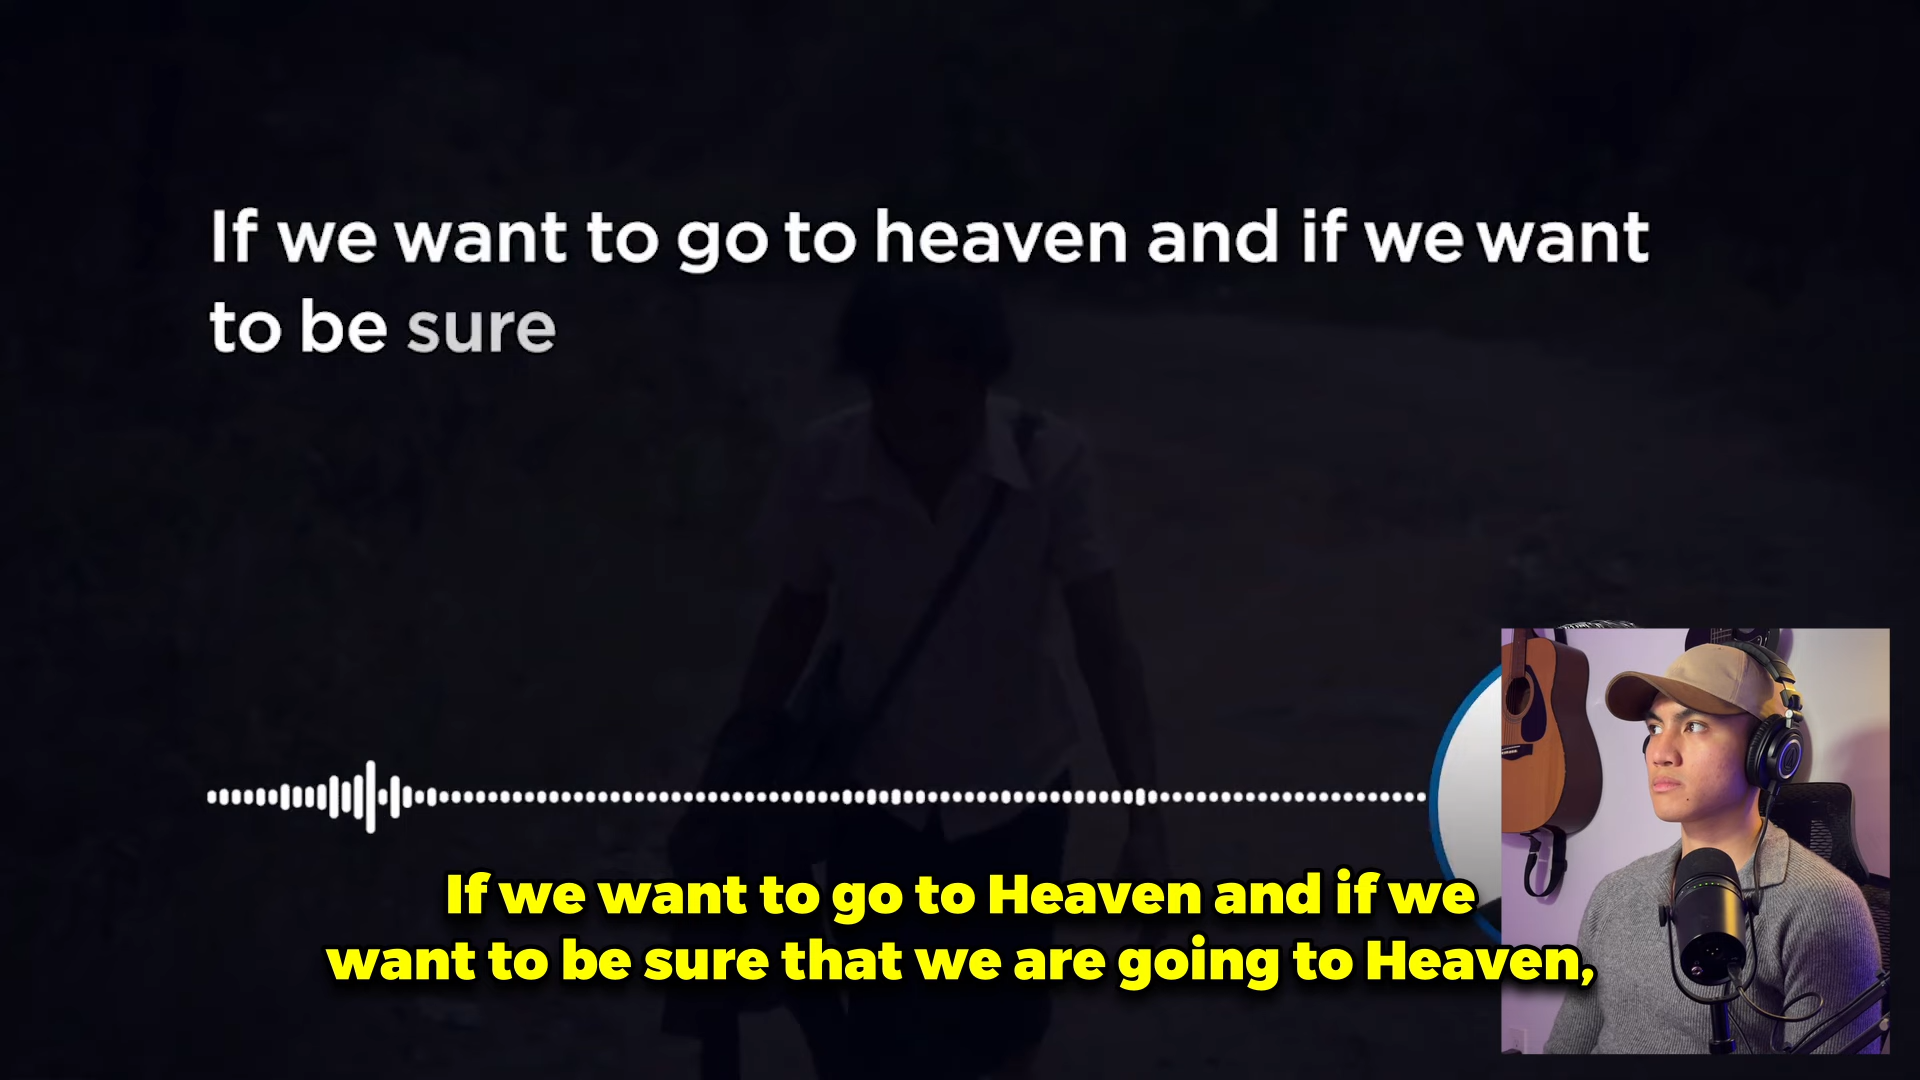 If we want to go to heaven and if we want
to be sure
If we want to go to Heaven and if we
want to be sure that we are going to Heaven,